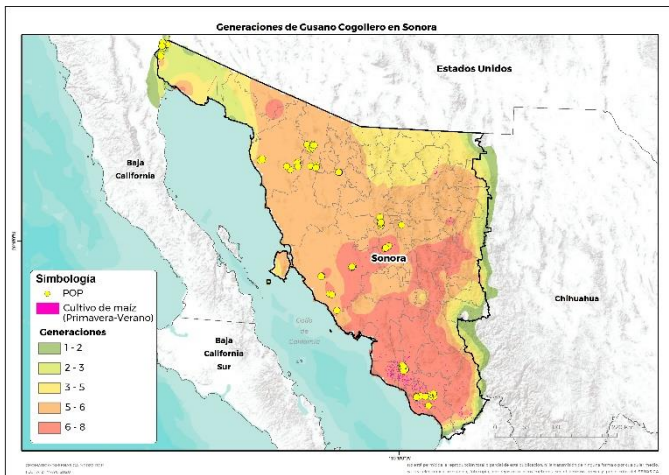 Generaciones de Gusano Cogollero en Sonora
Estados Unidos
Baja
California
Sonora
Chihuahua
Simbología
POP
Cultivo de maíz
(Primavera-Verano)
Generaciones
1 - 2
2 - 3
3 - 5
5 - 6
6 - 8
Baja
California
Sur
Golfo
de
California